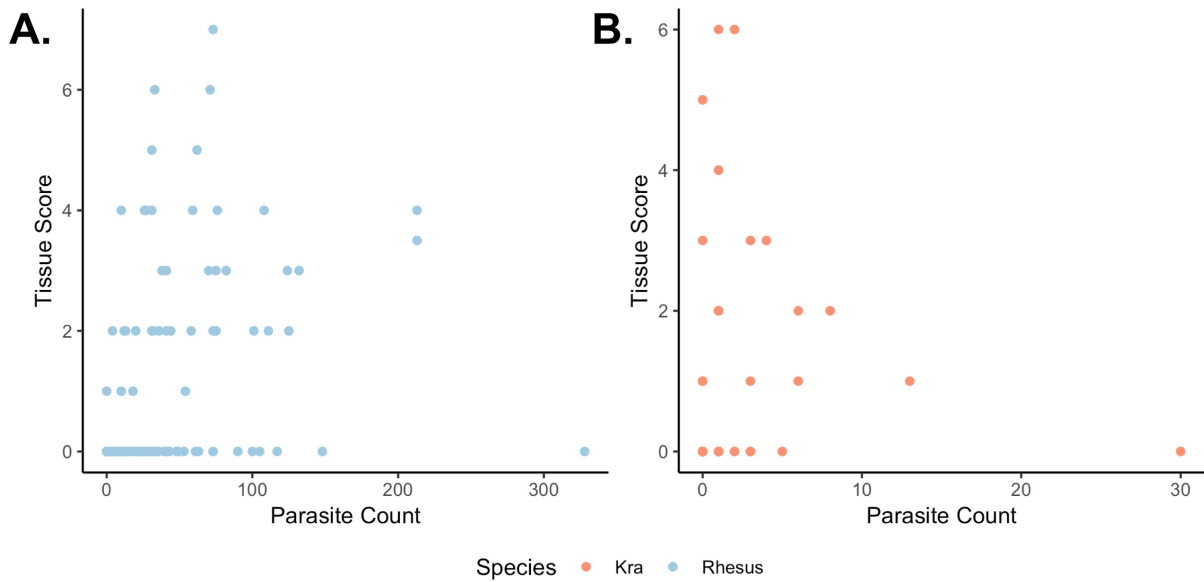 A.
Tissue Score
6
4
2
0
0 100 200 300
Parasite Count
B.
Tissue Score
6
4
2
0
0 10 20 30
Parasite Count
Species Kra Rhesus